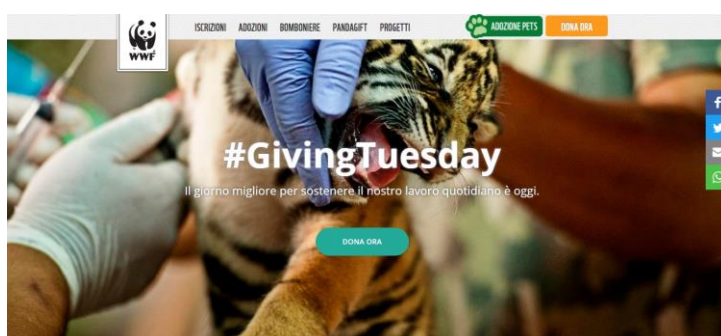 WWF
ISCRIZIONI ADOZIONI BOMBONIERE PANDAGIFT PROGETTI
ADOZIONE PETS
DONA ORA
#GivingTuesday
Il giorno migliore per sostenere il nostro lavoro quotidiano è oggi.
DONA ORA